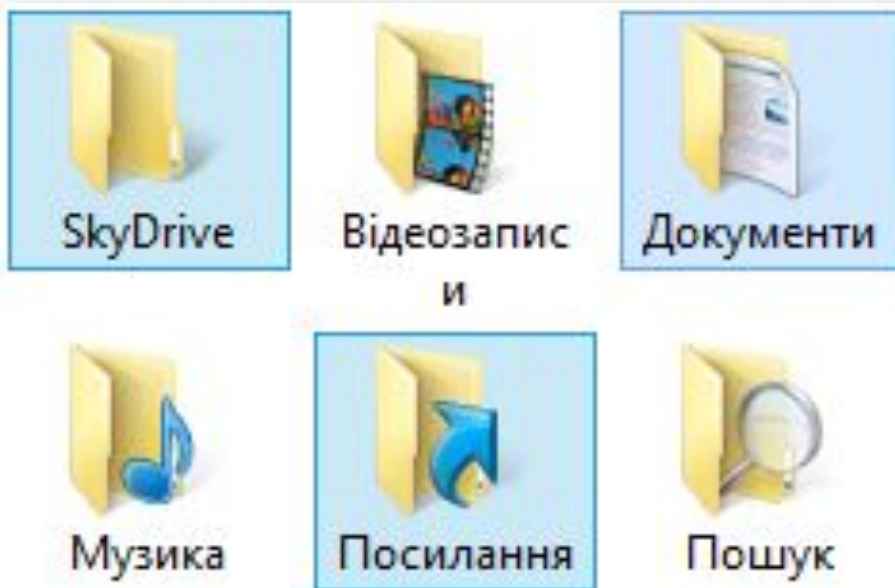 SkyDrive
Відеозапис
и
Документи
Музика
Посилання
Пошук